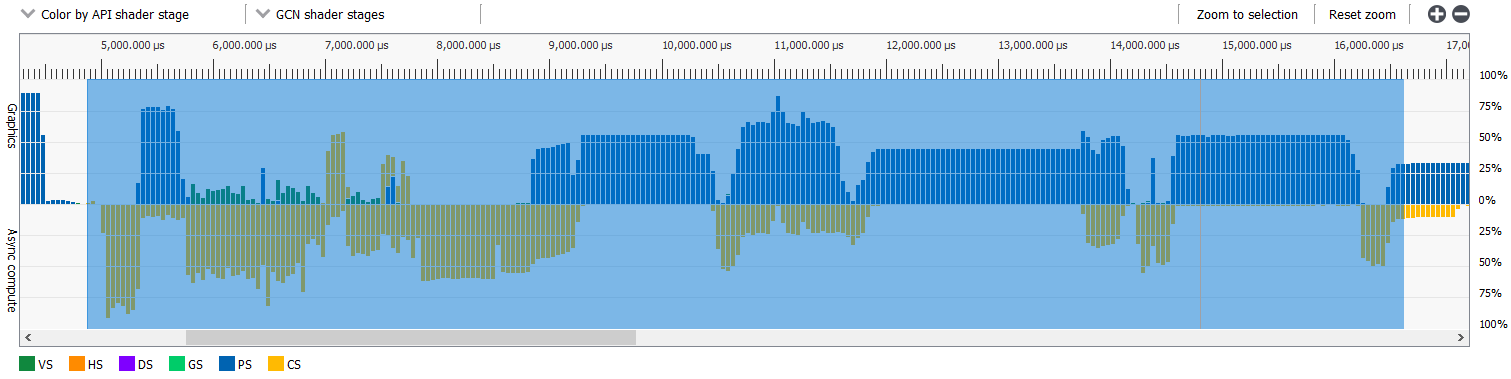 Color by API shader stage GCN shader stages Zoom to selection Reset zoom
5,000.000 µs 6,000.000 µs 7,000.000 µs 8,000.000 µs 9,000.000 µs 10,000.000 µs 11,000.000 µs 12,000.000 µs 13,000.000 µs 14,000.000 µs 15,000.000 µs 16,000.000 µs 17,0
100%
Graphics
75%
50%
25%
0%
Async compute
25%
50%
75%
100%
VS HS DS GS PS CS